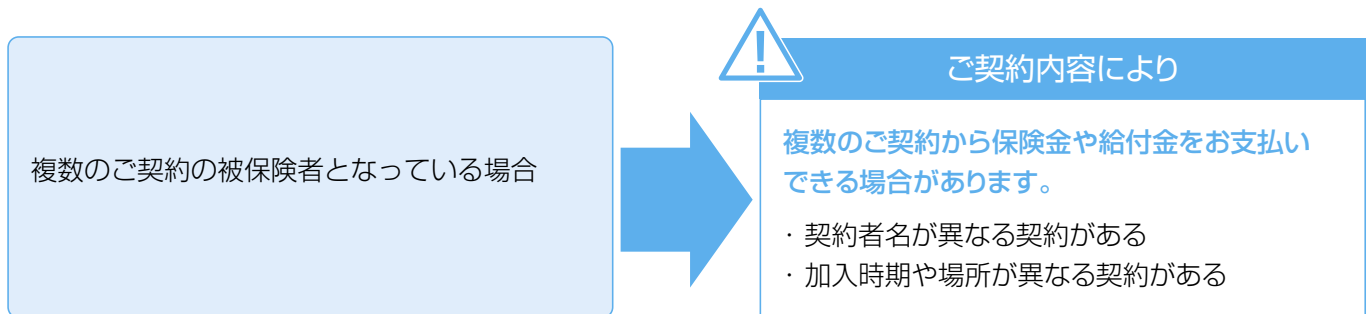 複数のご契約の被保険者となっている場合
ご契約内容により
複数のご契約から保険金や給付金をお支払い
できる場合があります。
・契約者名が異なる契約がある
・加入時期や場所が異なる契約がある